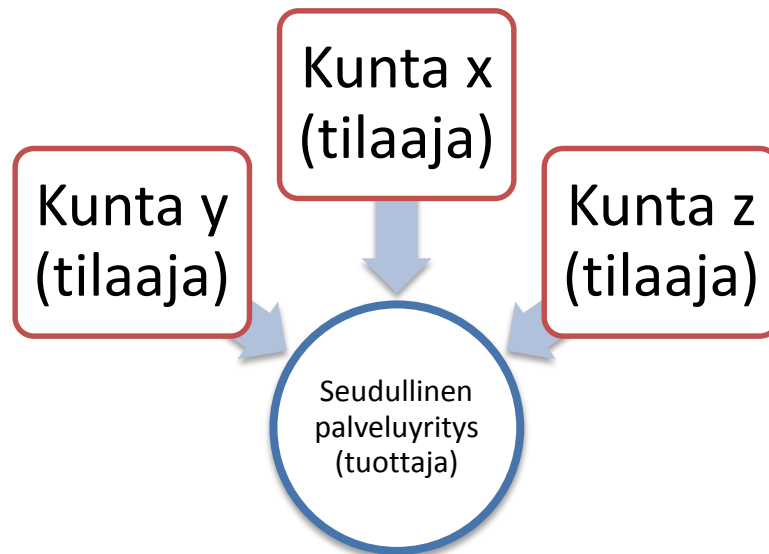 Kunta x
(tilaaja)
Kunta y
(tilaaja)
Kunta z
(tilaaja)
Seudullinen
palveluyritys
(tuottaja)